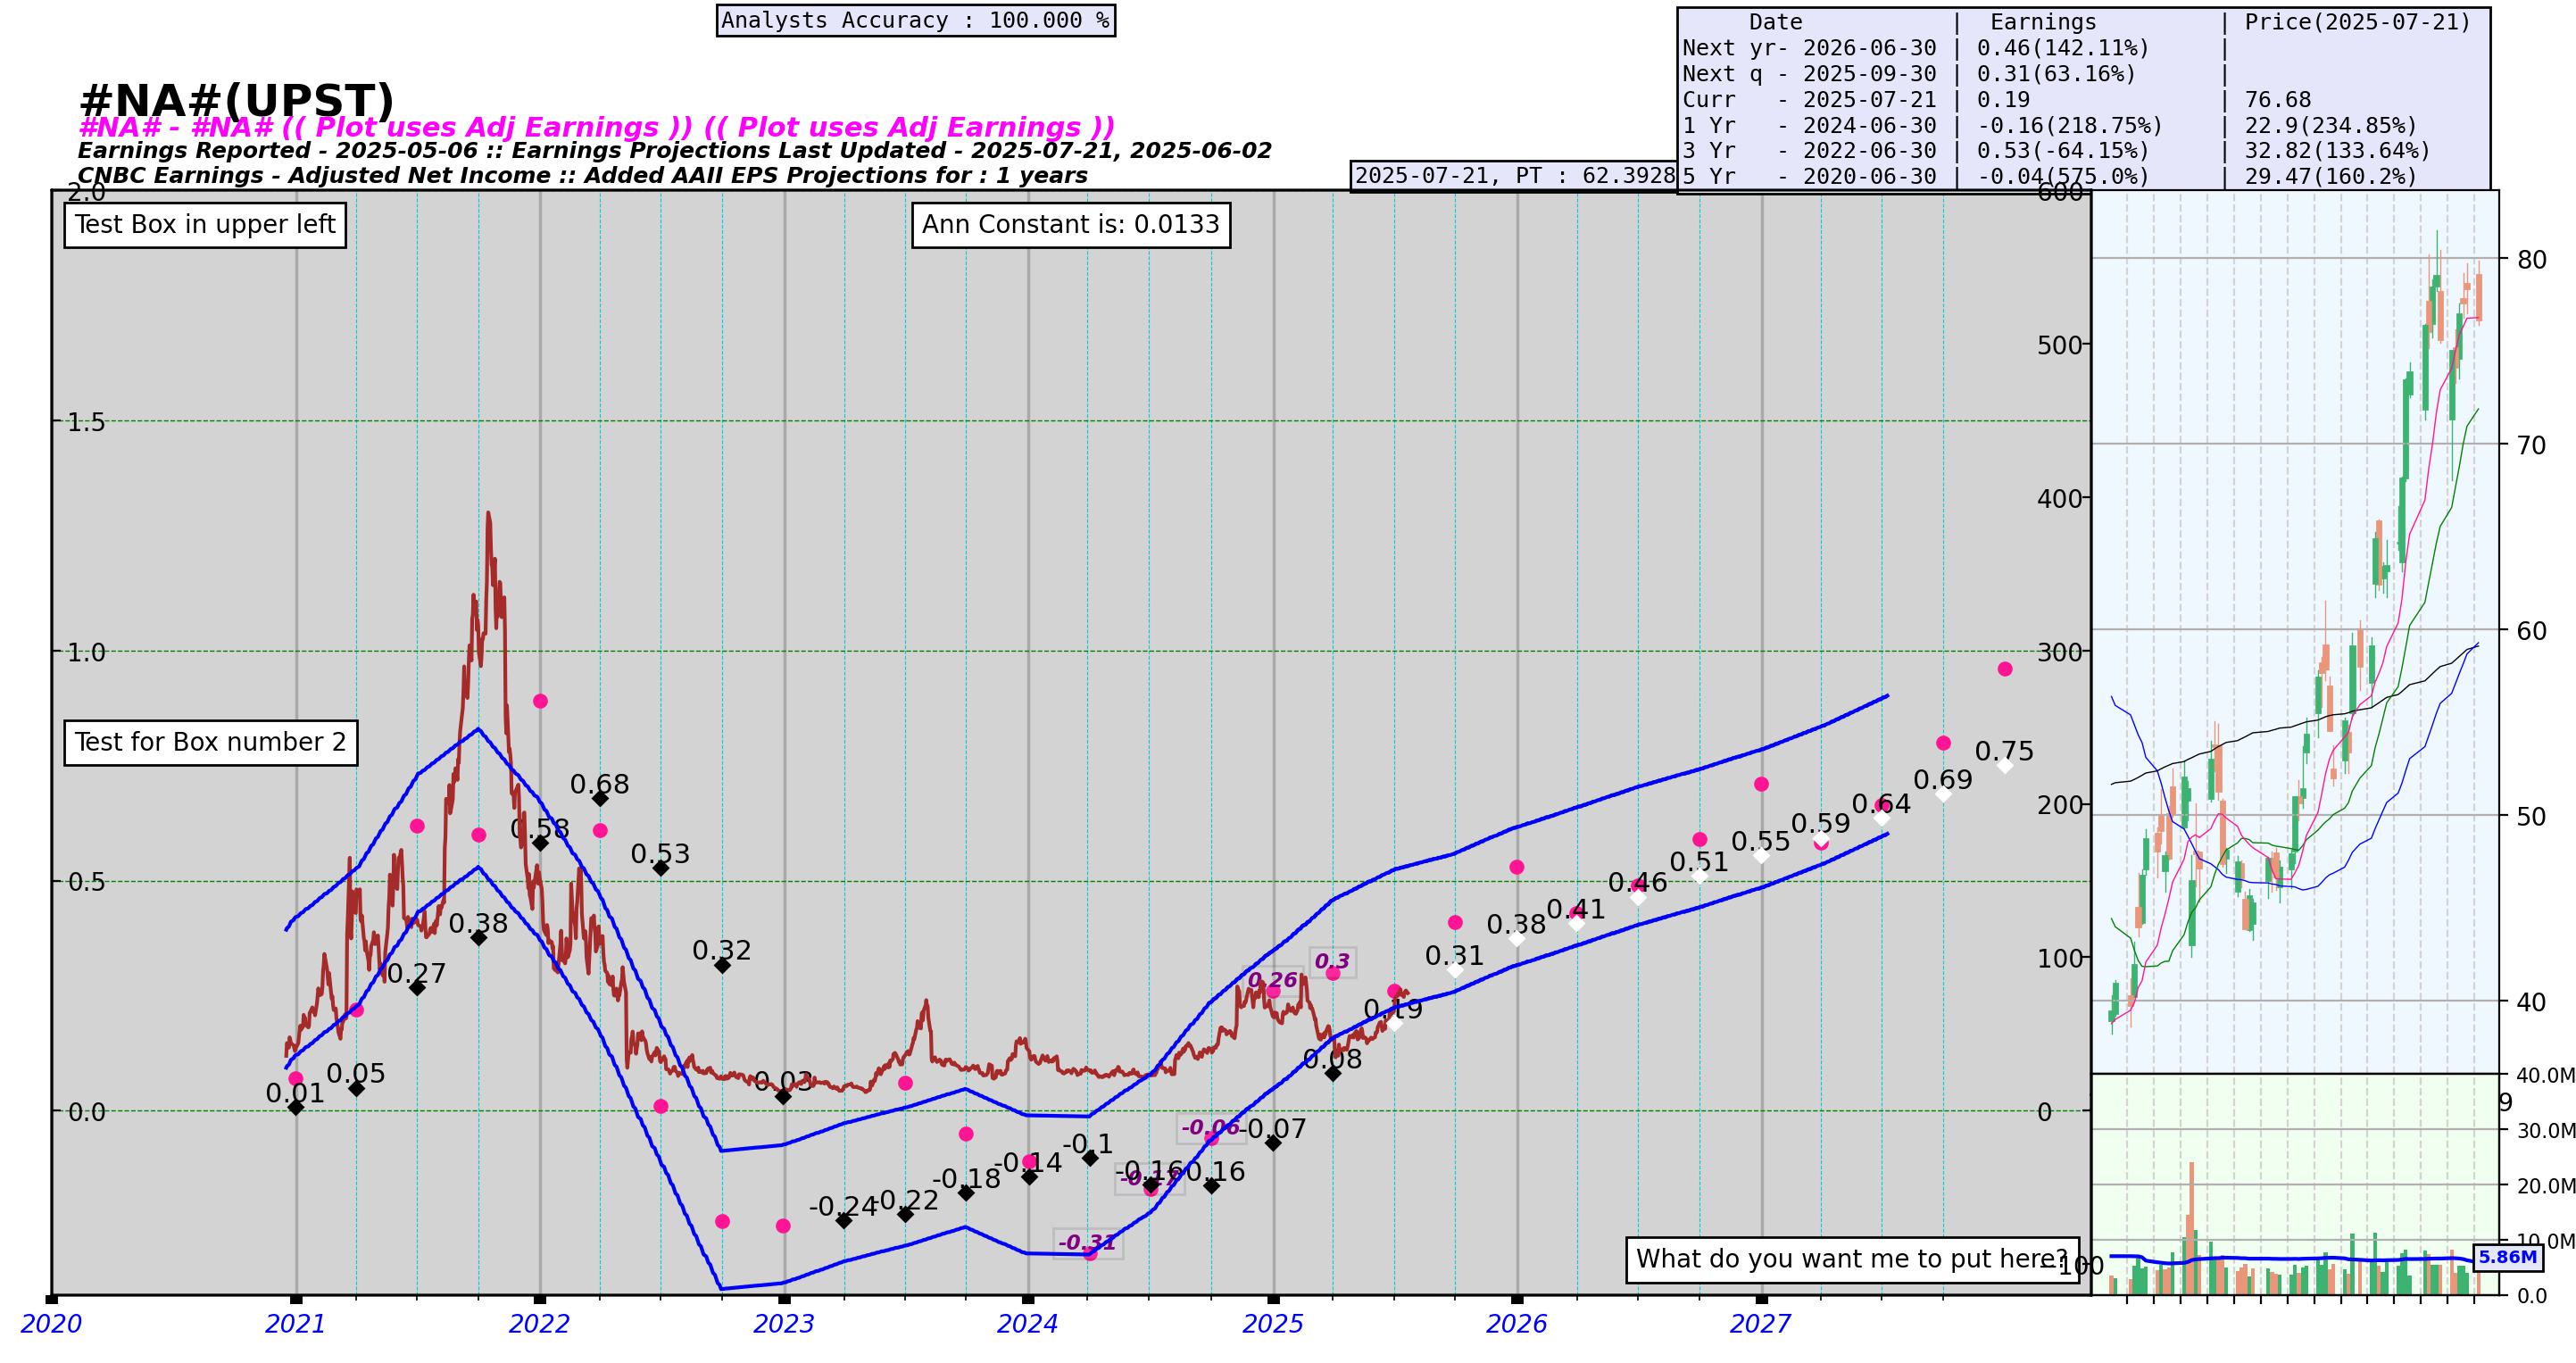 Analysts Accuracy : 100.000 %
Date | Earnings | Price(2025-07-21)
Next yr- 2026-06-30 | 0.46(142.11%) |
Next q - 2025-09-30 | 0.31(63.16%) |
Curr - 2025-07-21 | 0.19 | 76.68
1 Yr - 2024-06-30 | -0.16(218.75%) | 22.9(234.85%)
3 Yr - 2022-06-30 | 0.53(-64.15%) | 32.82(133.64%)
5 Yr - 2020-06-30 | -0.04(575.0%) | 29.47(160.2%)
#NA#(UPST)
#NA# - #NA# (( Plot uses Adj Earnings )) (( Plot uses Adj Earnings ))
Earnings Reported - 2025-05-06 :: Earnings Projections Last Updated - 2025-07-21, 2025-06-02
CNBC Earnings - Adjusted Net Income :: Added AAII EPS Projections for : 1 years
2025-07-21, PT : 62.3928
Test Box in upper left
Ann Constant is: 0.0133
Test for Box number 2
What do you want me to put here?
2.0
1.5
1.0
0.5
0.0
600
500
400
300
200
100
0
−100
0.01
0.05
0.27
0.38
0.58
0.68
0.53
0.32
0.03
-0.24
-0.22
-0.18
-0.14
-0.1
-0.16
-0.16
-0.07
0.08
0.19
0.31
0.38
0.41
0.46
0.51
0.55
0.59
0.64
0.69
0.75
-0.31
-0.17
-0.06
0.26
0.3
80
70
60
50
40
9
40.0M
30.0M
20.0M
10.0M
5.86M
0.0
2020
2021
2022
2023
2024
2025
2026
2027